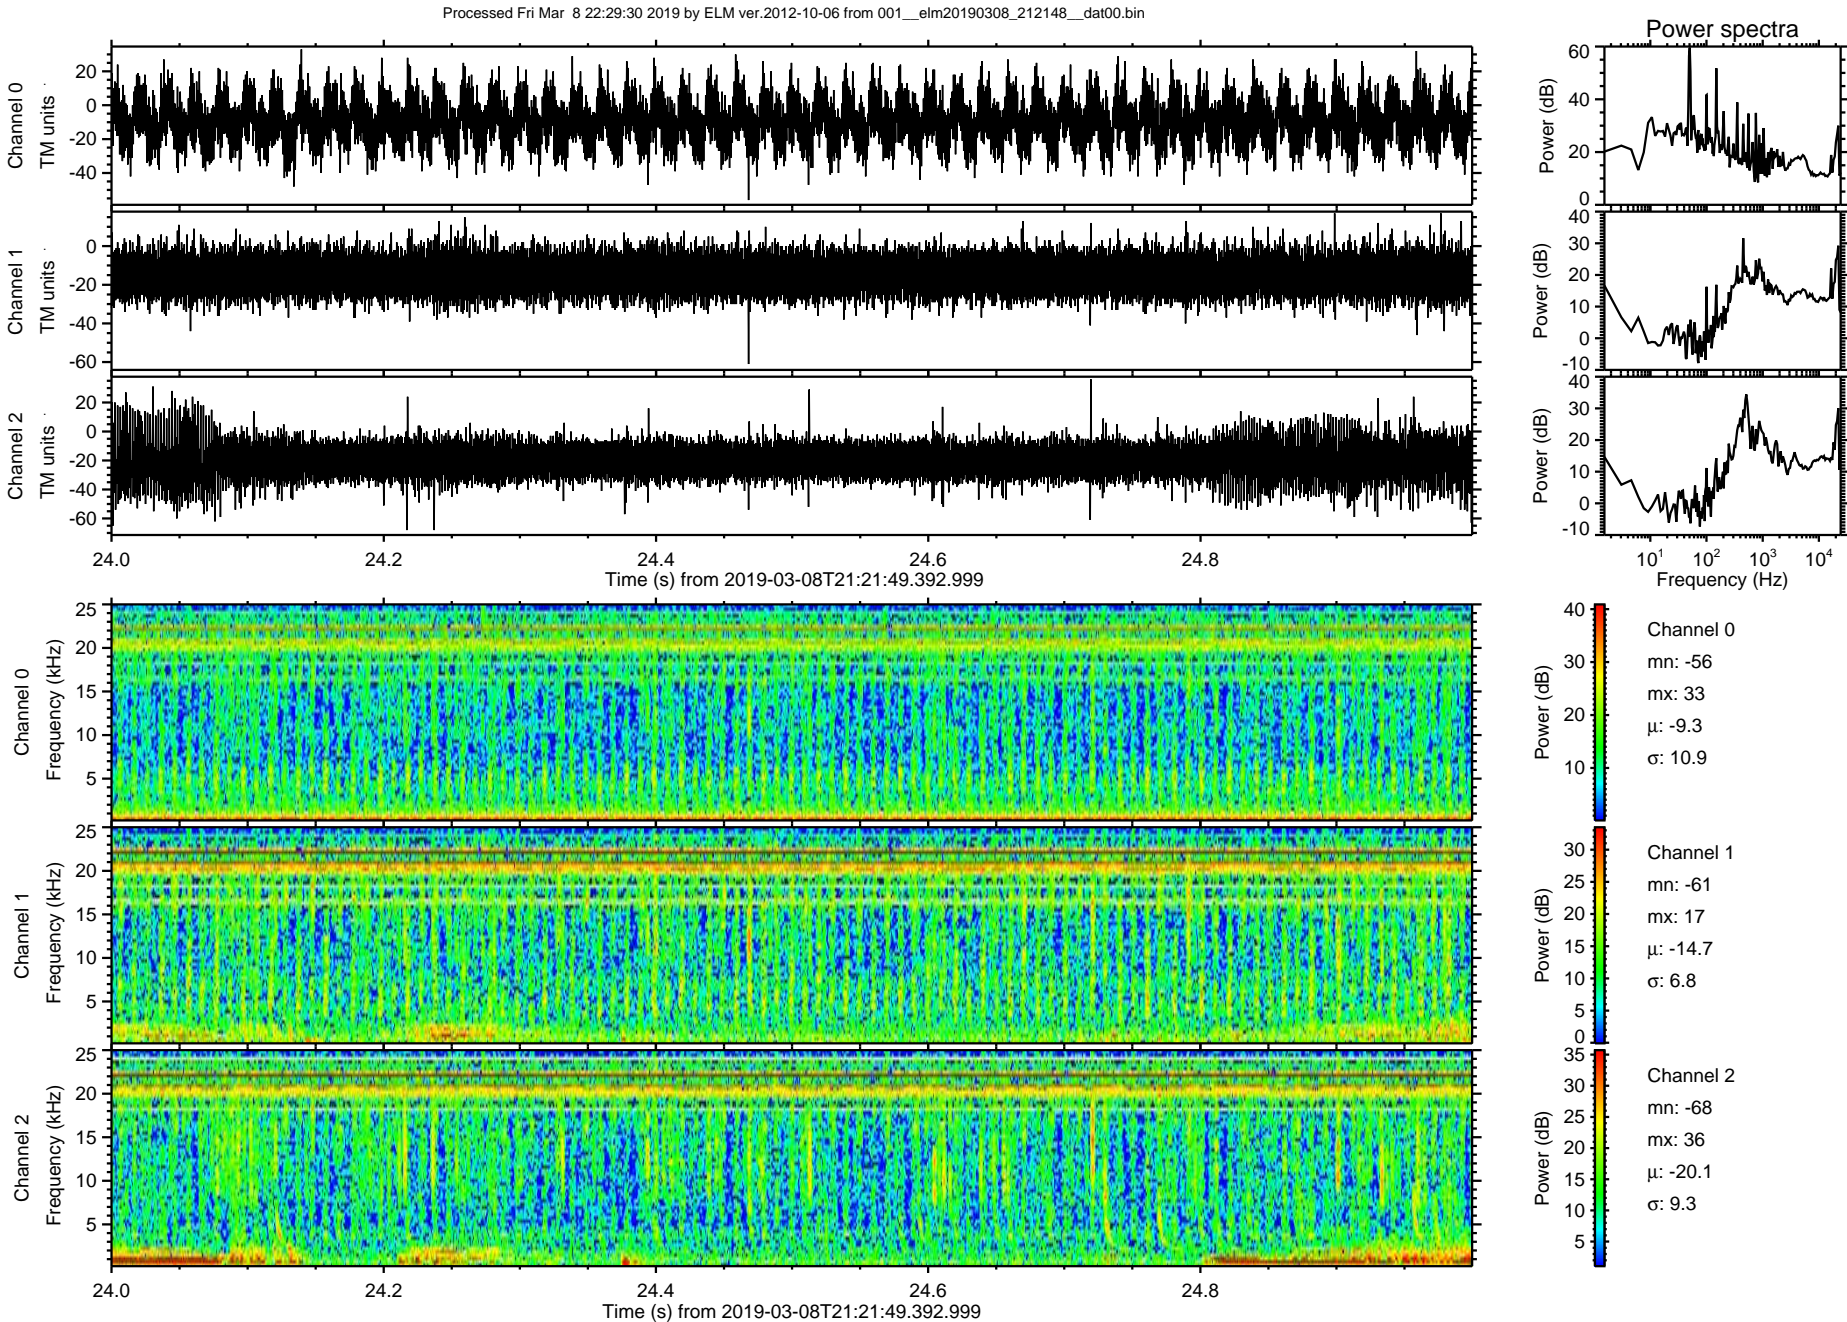 Processed Fri Mar  8 22:29:30 2019 by ELM ver.2012-10-06 from 001__elm20190308_212148__dat00.bin
Power spectra
Channel 0
TM units
20
0
-20
-40
Power (dB)
60
40
20
0
Channel 1
TM units
0
-20
-40
-60
Power (dB)
40
30
20
10
0
-10
Channel 2
TM units
20
0
-20
-40
-60
Power (dB)
40
30
20
10
0
-10
24.0 24.2 24.4 24.6 24.8
Time (s) from 2019-03-08T21:21:49.392.999
10^1 10^2 10^3 10^4
Frequency (Hz)
Channel 0
Frequency (kHz)
25
20
15
10
5
Power (dB)
40
30
20
10
Channel 0
mn: -56
mx: 33
µ: -9.3
σ: 10.9
Channel 1
Frequency (kHz)
25
20
15
10
5
Power (dB)
30
25
20
15
10
5
0
Channel 1
mn: -61
mx: 17
µ: -14.7
σ: 6.8
Channel 2
Frequency (kHz)
25
20
15
10
5
Power (dB)
35
30
25
20
15
10
5
Channel 2
mn: -68
mx: 36
µ: -20.1
σ: 9.3
24.0 24.2 24.4 24.6 24.8
Time (s) from 2019-03-08T21:21:49.392.999